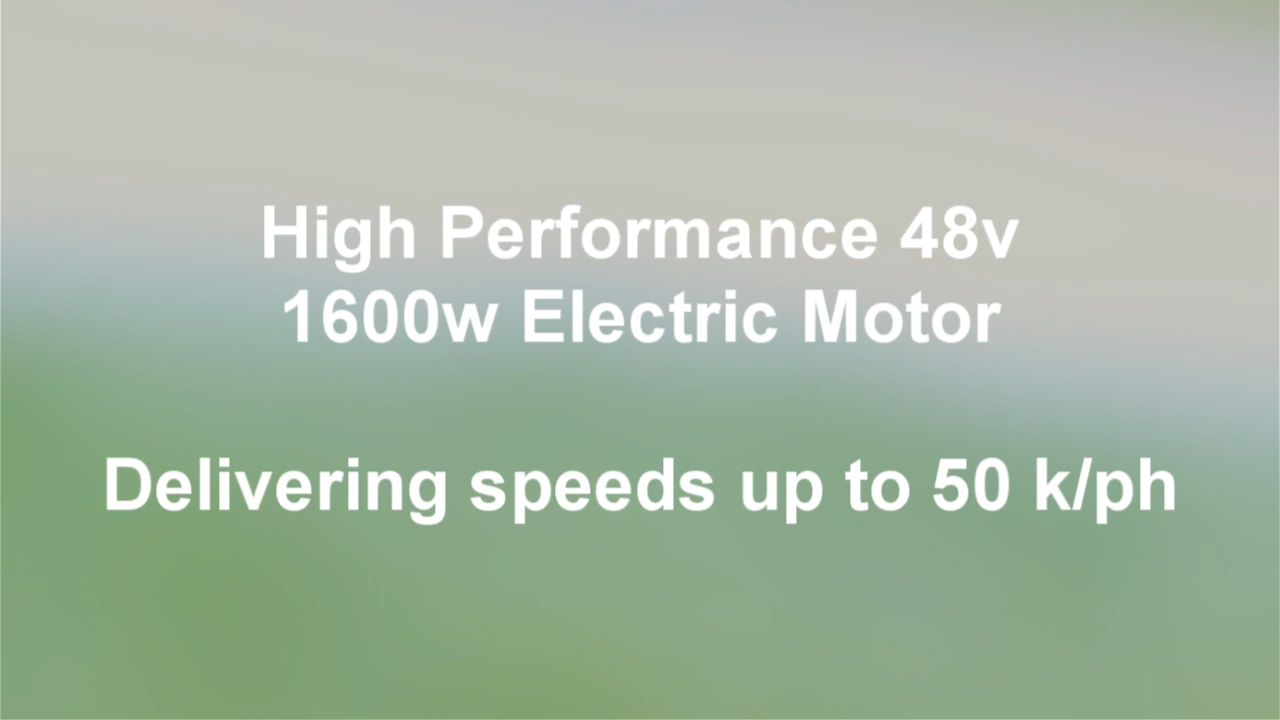 High Performance 48v
1600w Electric Motor
Delivering speeds up to 50 k/ph